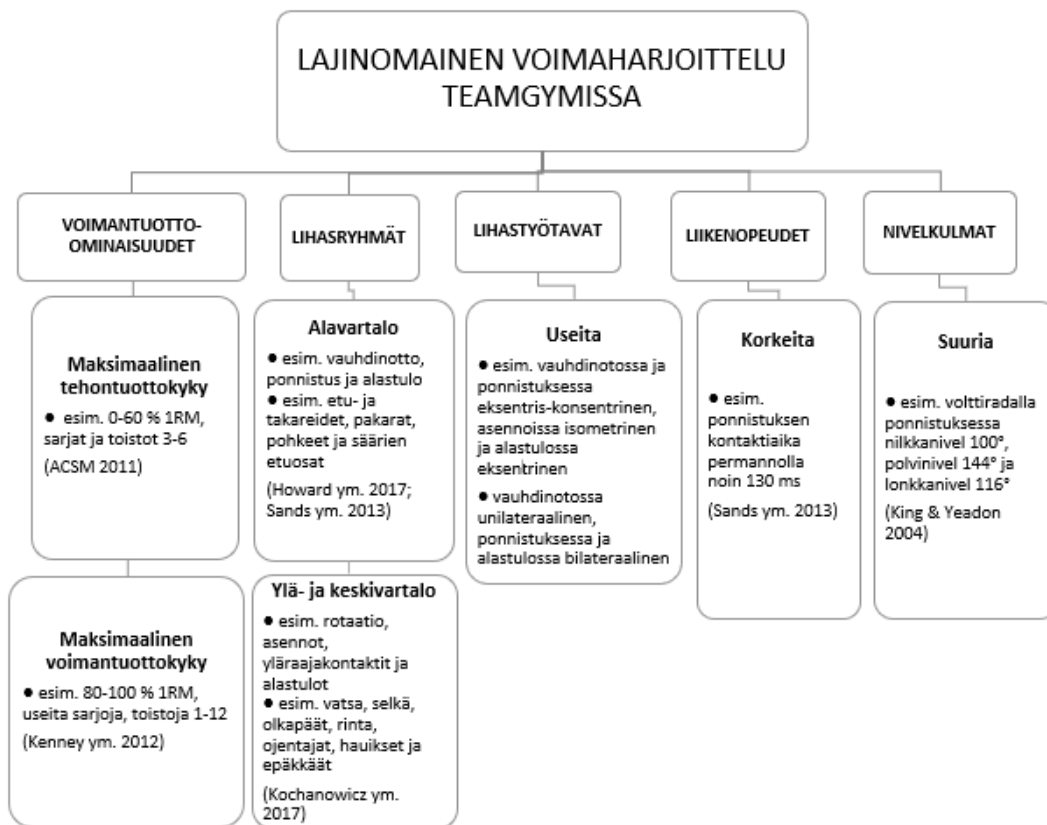 LAJINOMAINEN VOIMAHARJOITTELU
TEAMGYMISSA
VOIMANTUOTTO-
OMINAISUUDET
Maksimaalinen
tehontuottokyky
● esim. 0-60 % 1RM,
sarjat ja toistot 3-6
(ACSM 2011)
Maksimaalinen
voimantuottokyky
● esim. 80-100 % 1RM,
useita sarjoja, toistoja 1-12
(Kenney ym. 2012)
LIHASRYHMÄT
Alavartalo
● esim. vauhdinotto,
ponnistus ja alastulo
● esim. etu- ja
takareidet, pakarat,
pohkeet ja säärien
etuosat
(Howard ym. 2017;
Sands ym. 2013)
Ylä- ja keskivartalo
● esim. rotaatio,
asennot,
yläraajakontaktit ja
alastulot
● esim. vatsa, selkä,
olkapäät, rinta,
ojentajat, hauikset ja
epäkkäät
(Kochanowicz ym.
2017)
LIHASTYÖTAVAT
Useita
● esim. vauhdinotossa ja
ponnistuksessa
eksentris-konsentrinen,
asennoissa isometrinen
ja alastulossa
eksentrinen
● vauhdinotossa
unilateraalinen,
ponnistuksessa ja
alastulossa bilateraalinen
LIIKENOPEUDET
Korkeita
● esim.
ponnistuksen
kontaktiaika
permannolla
noin 130 ms
(Sands ym. 2013)
NIVELKULMAT
Suuria
● esim. volttiradalla
ponnistuksessa
nilkkanivel 100°,
polvinivel 144° ja
lonkkanivel 116°
(King & Yeadon
2004)